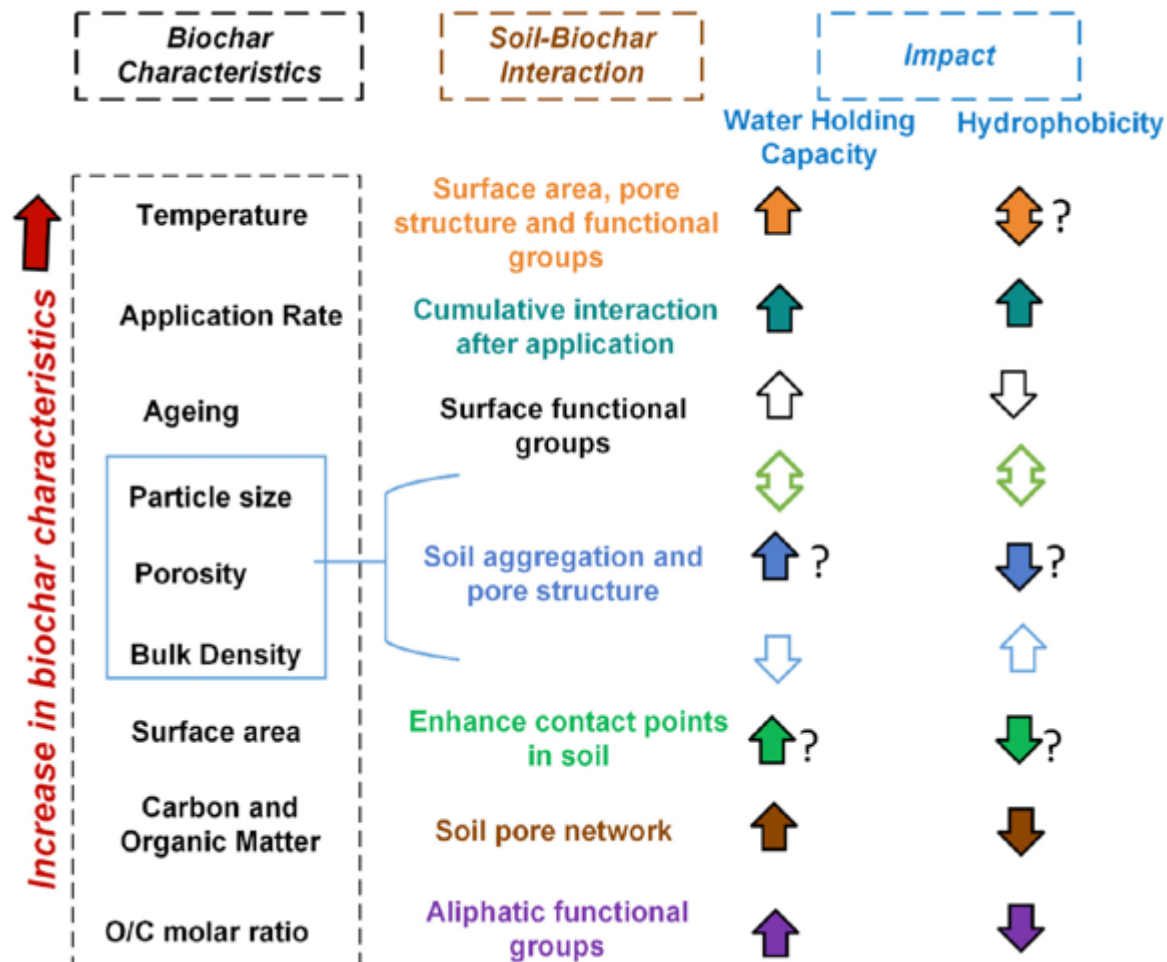 Biochar
Characteristics
Soil-Biochar
Interaction
Impact
Water Holding
Capacity
Hydrophobicity
Increase in biochar characteristics
Temperature
Surface area, pore
structure and functional
groups
?
Application Rate
Cumulative interaction
after application
Ageing
Surface functional
groups
Particle size
Porosity
Soil aggregation and
pore structure
?
?
Bulk Density
Surface area
Enhance contact points
in soil
?
?
Carbon and
Organic Matter
Soil pore network
O/C molar ratio
Aliphatic functional
groups